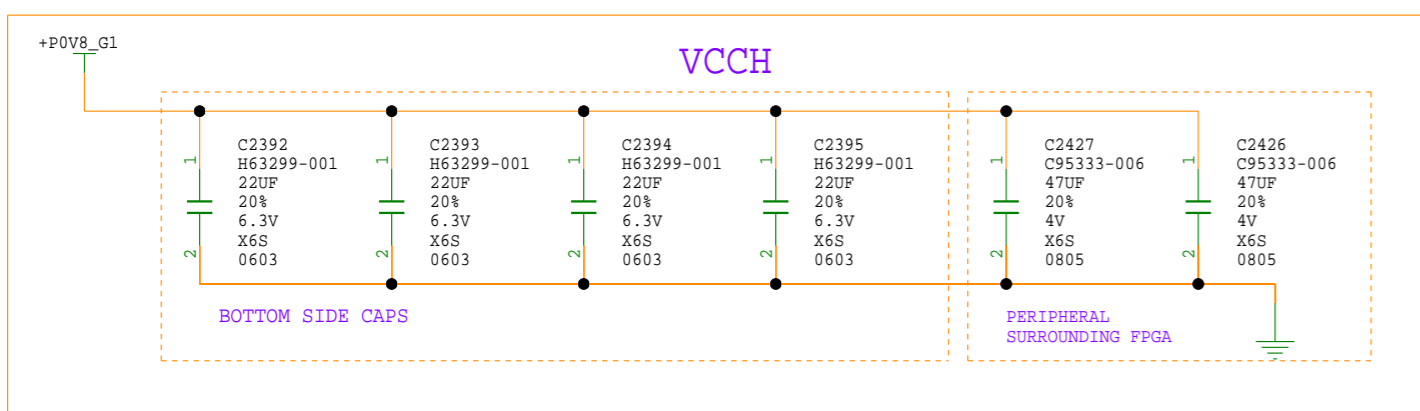 +P0V8_G1
VCCH
1
C2392
H63299-001
22UF
20%
6.3V
X6S
0603
2
1
C2393
H63299-001
22UF
20%
6.3V
X6S
0603
2
1
C2394
H63299-001
22UF
20%
6.3V
X6S
0603
2
1
C2395
H63299-001
22UF
20%
6.3V
X6S
0603
2
1
C2427
C95333-006
47UF
20%
4V
X6S
0805
2
1
C2426
C95333-006
47UF
20%
4V
X6S
0805
2
BOTTOM SIDE CAPS
PERIPHERAL
SURROUNDING FPGA